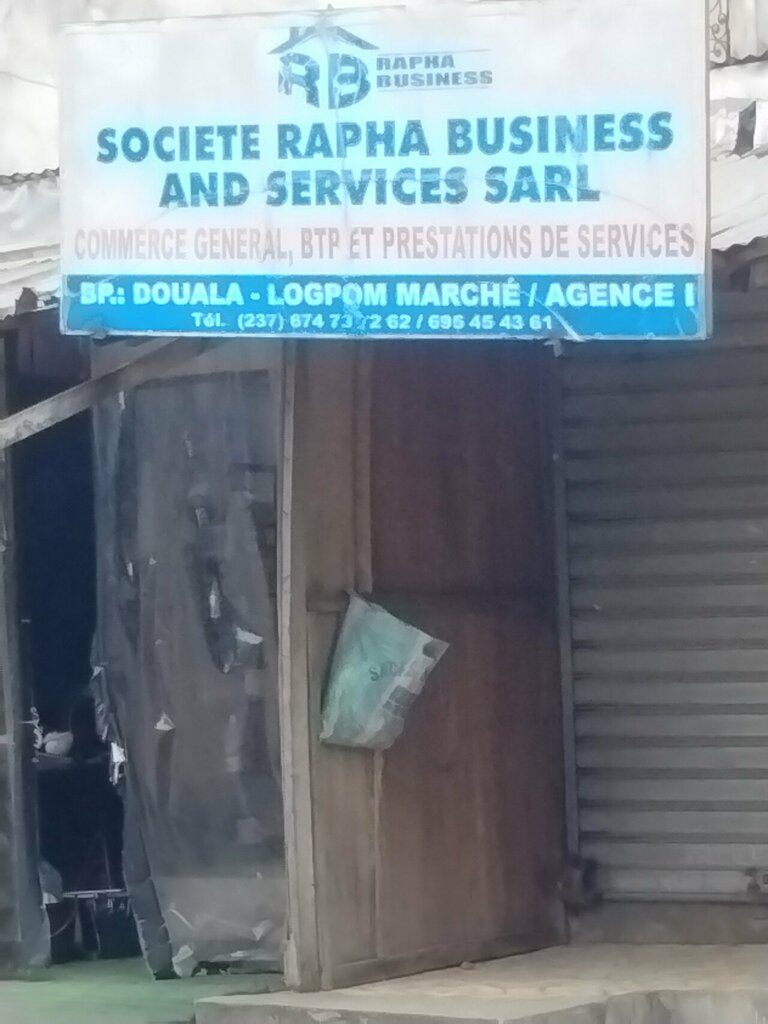 RB RAPHA
BUSINESS
SOCIETE RAPHA BUSINESS
AND SERVICES SARL
COMMERCE GENERAL, BTP ET PRESTATIONS DE SERVICES
BP.: DOUALA - LOGPOM MARCHÉ / AGENCE I
Tél. (237) 674 73 72 62 / 696 45 43 61